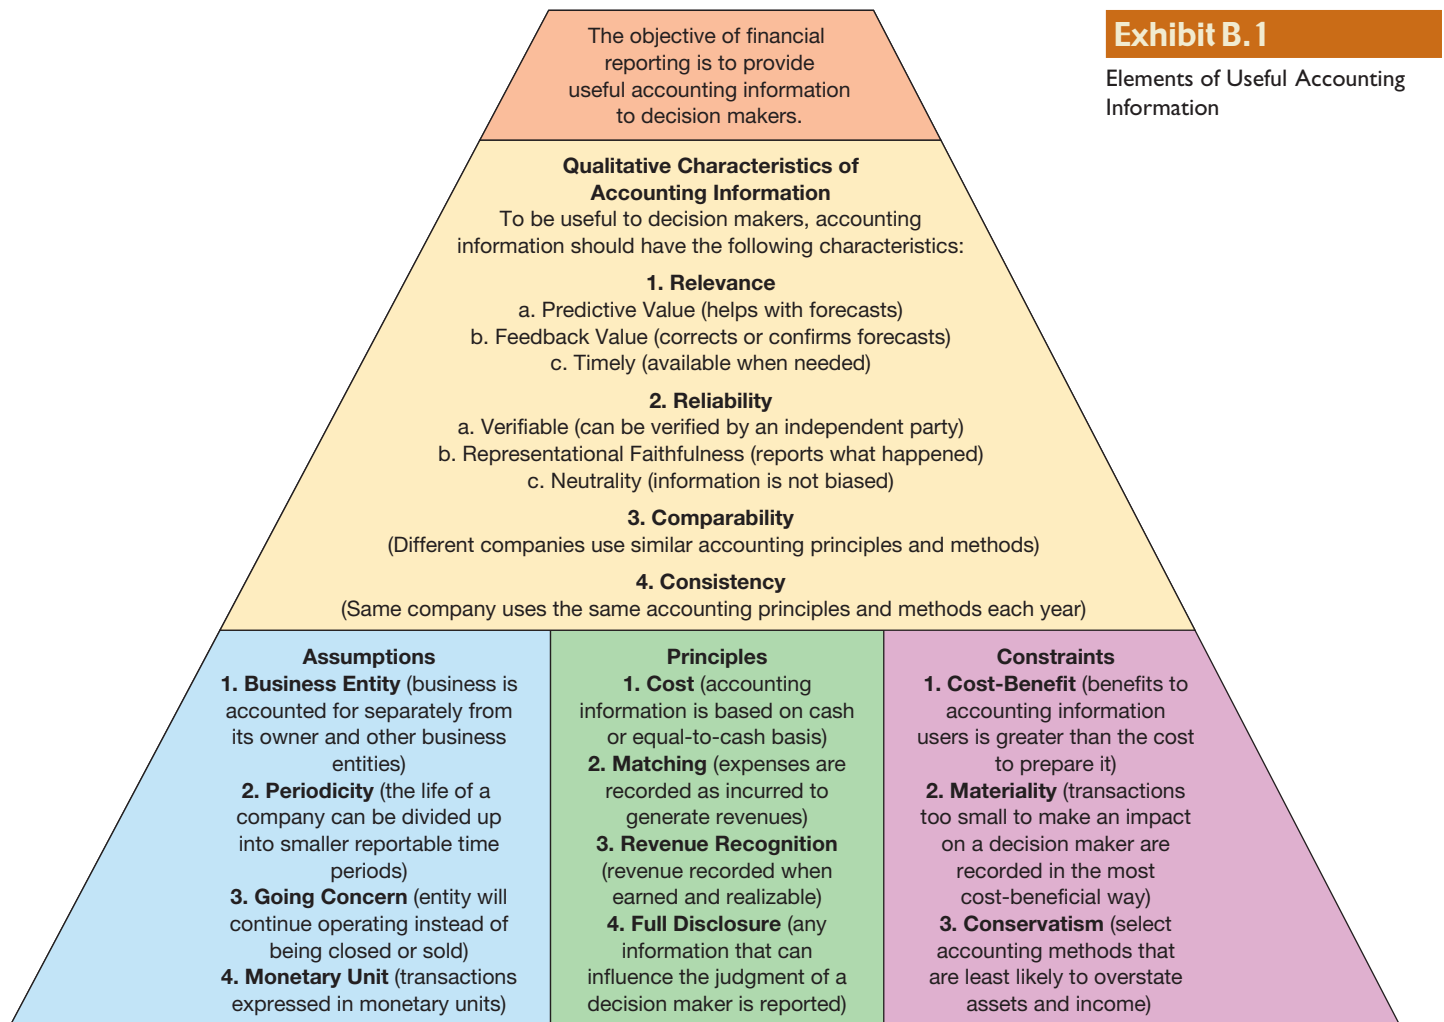 The objective of financial
reporting is to provide
useful accounting information
to decision makers.
Exhibit B.1
Elements of Useful Accounting
Information
Qualitative Characteristics of
Accounting Information
To be useful to decision makers, accounting
information should have the following characteristics:
1. Relevance
a. Predictive Value (helps with forecasts)
b. Feedback Value (corrects or confirms forecasts)
c. Timely (available when needed)
2. Reliability
a. Verifiable (can be verified by an independent party)
b. Representational Faithfulness (reports what happened)
c. Neutrality (information is not biased)
3. Comparability
(Different companies use similar accounting principles and methods)
4. Consistency
(Same company uses the same accounting principles and methods each year)
Assumptions
1. Business Entity (business is
accounted for separately from
its owner and other business
entities)
2. Periodicity (the life of a
company can be divided up
into smaller reportable time
periods)
3. Going Concern (entity will
continue operating instead of
being closed or sold)
4. Monetary Unit (transactions
expressed in monetary units)
Principles
1. Cost (accounting
information is based on cash
or equal-to-cash basis)
2. Matching (expenses are
recorded as incurred to
generate revenues)
3. Revenue Recognition
(revenue recorded when
earned and realizable)
4. Full Disclosure (any
information that can
influence the judgment of a
decision maker is reported)
Constraints
1. Cost-Benefit (benefits to
accounting information
users is greater than the cost
to prepare it)
2. Materiality (transactions
too small to make an impact
on a decision maker are
recorded in the most
cost-beneficial way)
3. Conservatism (select
accounting methods that
are least likely to overstate
assets and income)